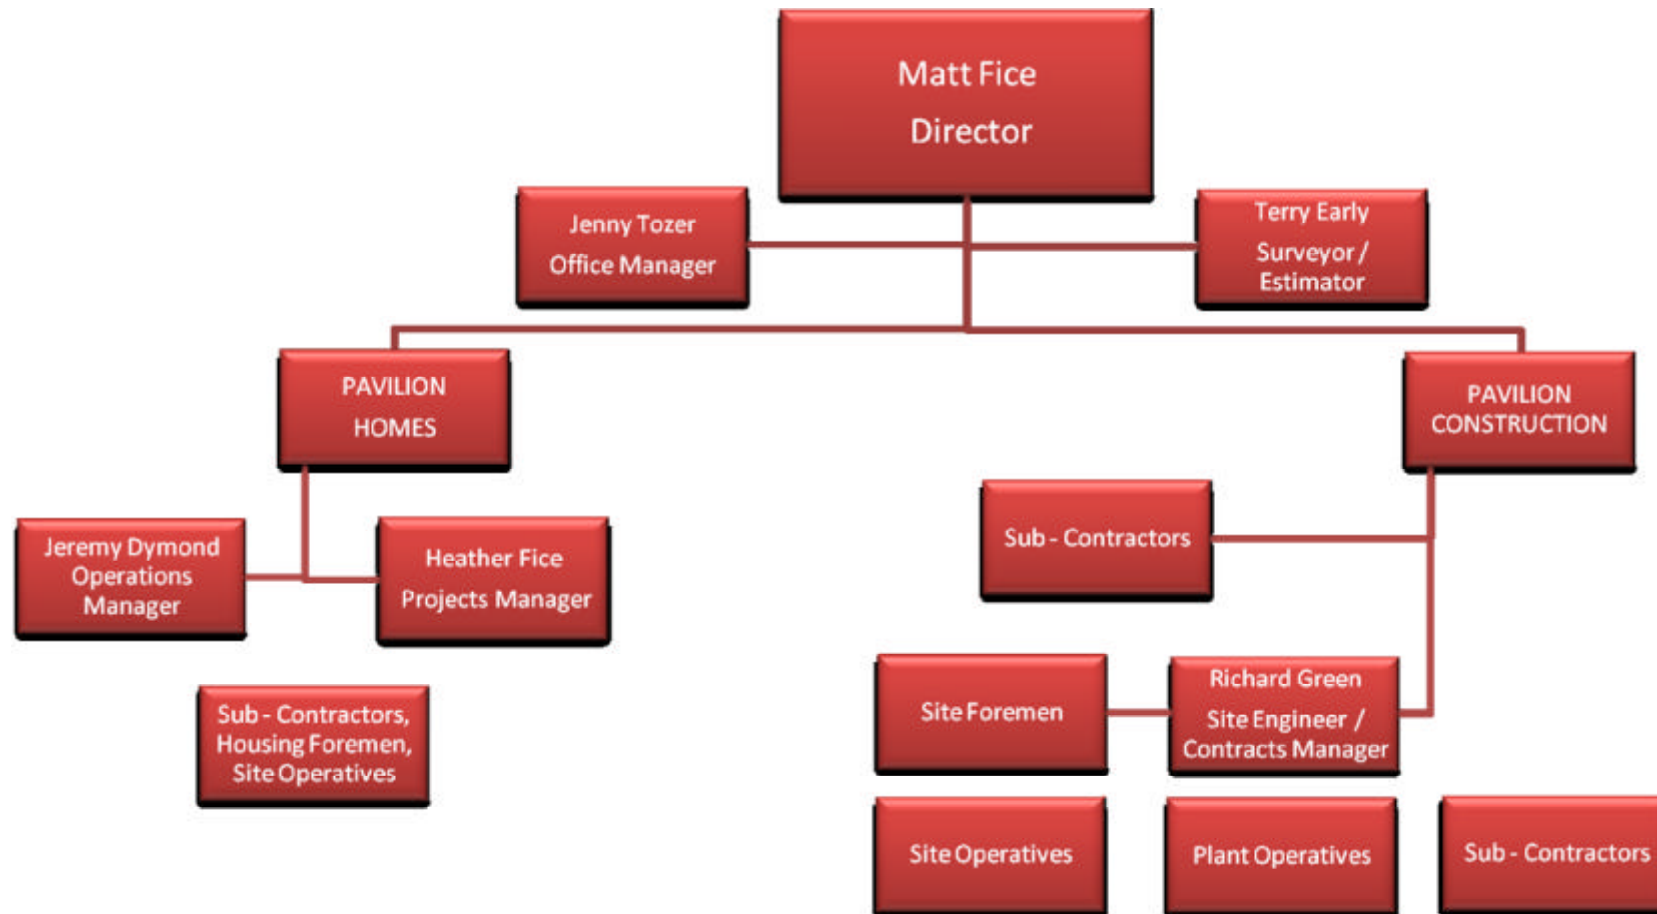 Matt Fice
Director
Jenny Tozer
Office Manager
Terry Early
Surveyor /
Estimator
PAVILION
HOMES
PAVILION
CONSTRUCTION
Jeremy Dymond
Operations
Manager
Heather Fice
Projects Manager
Sub - Contractors
Sub - Contractors,
Housing Foremen,
Site Operatives
Site Foremen
Richard Green
Site Engineer /
Contracts Manager
Site Operatives
Plant Operatives
Sub - Contractors